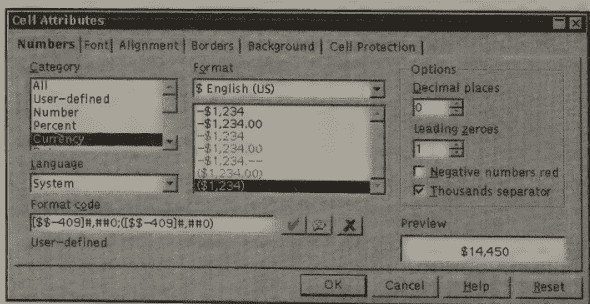 Cell Attributes
Numbers Font Alignment Borders Background Cell Protection
Category
All
User-defined
Number
Percent
Currency
Language
System
Format
$ English (US)
-$1,234
-$1,234.00
-$1,234
-$1,234.00
-$1,234.--
($1,234.00)
($1,234)
Options
Decimal places
0
Leading zeroes
1
Negative numbers red
Thousands separator
Format code
[$$-409]#,##0;([$$-409]#,##0)
User-defined
Preview
$14,450
OK Cancel Help Reset